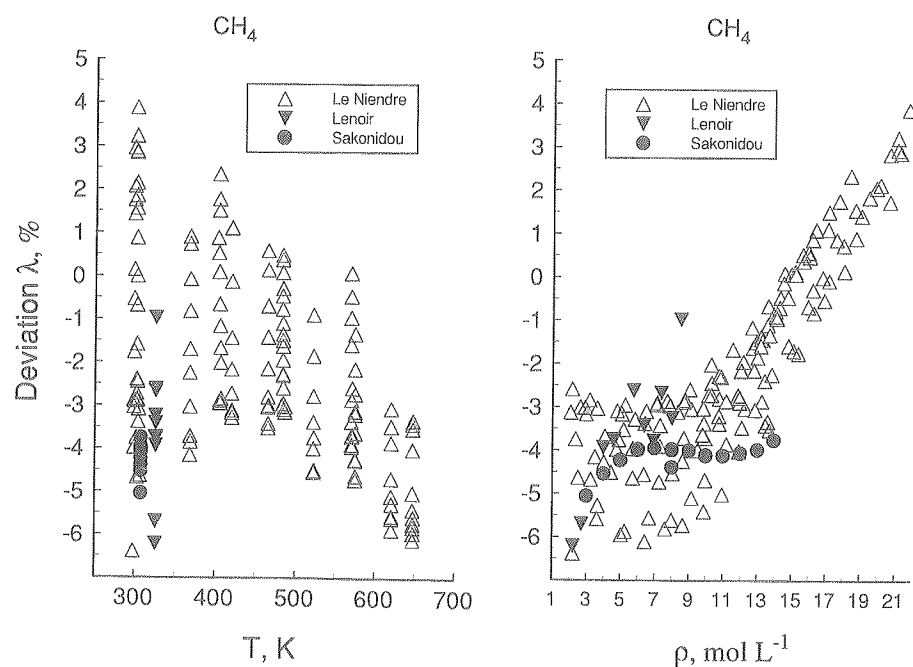 CH4
5
4
3
2
1
0
-1
-2
-3
-4
-5
-6
Deviation λ, %
Le Niendre
Lenoir
Sakonidou
300 400 500 600 700
T, K
CH4
5
4
3
2
1
0
-1
-2
-3
-4
-5
-6
Le Niendre
Lenoir
Sakonidou
1 3 5 7 9 11 13 15 17 19 21
ρ, mol L-1